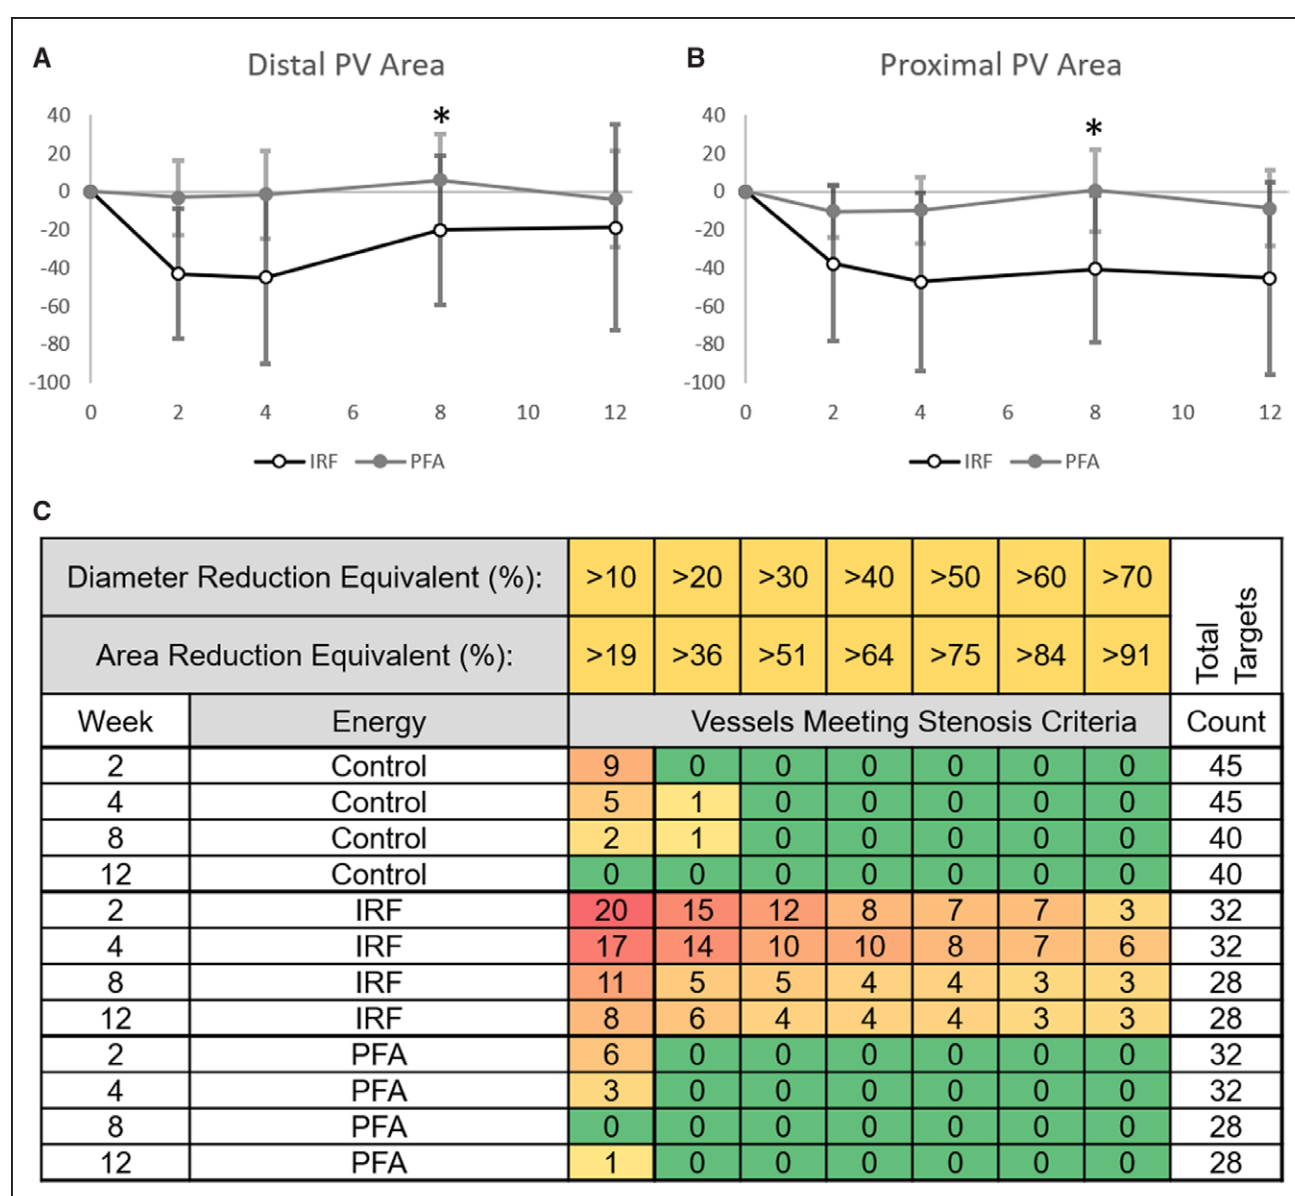 A
Distal PV Area
40
20
0
-20
-40
-60
-80
-100
*
0 2 4 6 8 10 12
IRF PFA
B
Proximal PV Area
40
20
0
-20
-40
-60
-80
-100
*
0 2 4 6 8 10 12
IRF PFA
C
Diameter Reduction Equivalent (%): >10 >20 >30 >40 >50 >60 >70
Total Targets
Area Reduction Equivalent (%): >19 >36 >51 >64 >75 >84 >91
Week Energy Vessels Meeting Stenosis Criteria Count
2 Control 9 0 0 0 0 0 0 45
4 Control 5 1 0 0 0 0 0 45
8 Control 2 1 0 0 0 0 0 40
12 Control 0 0 0 0 0 0 0 40
2 IRF 20 15 12 8 7 7 3 32
4 IRF 17 14 10 10 8 7 6 32
8 IRF 11 5 5 4 4 3 3 28
12 IRF 8 6 4 4 4 3 3 28
2 PFA 6 0 0 0 0 0 0 32
4 PFA 3 0 0 0 0 0 0 32
8 PFA 0 0 0 0 0 0 0 28
12 PFA 1 0 0 0 0 0 0 28